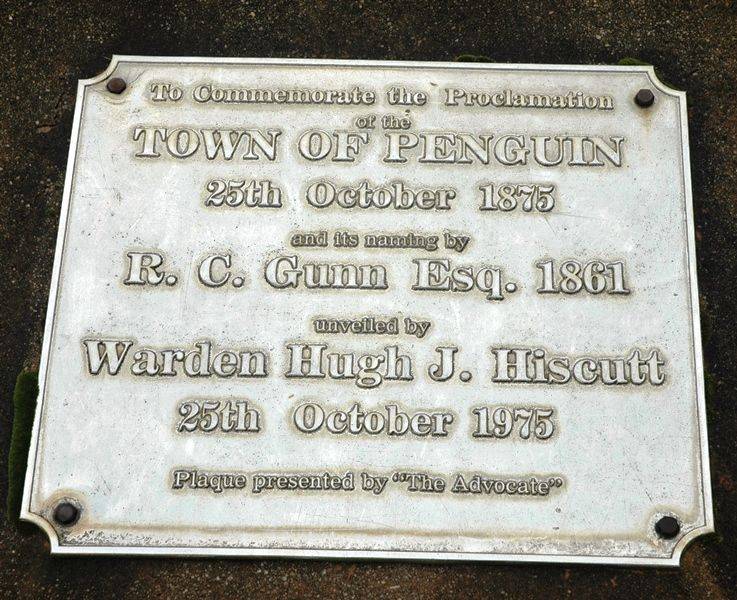 To Commemorate the Proclamation
of the
TOWN OF PENGUIN
25th October 1875
and its naming by
R. C. Gunn Esq. 1861
unveiled by
Warden Hugh J. Hiscutt
25th October 1975
Plaque presented by "The Advocate"